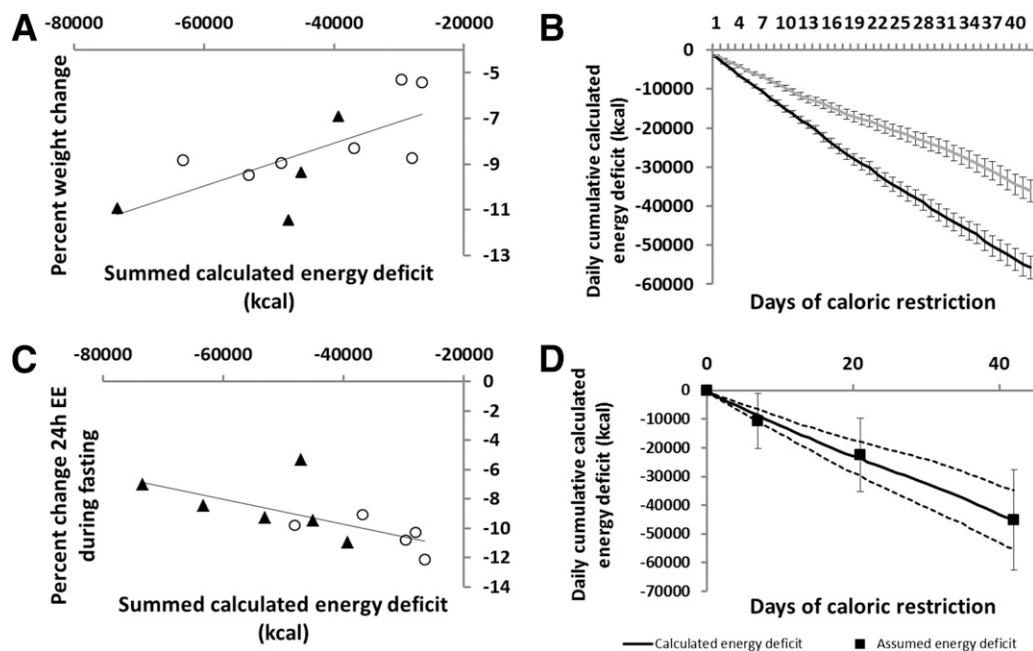 A
-80000 -60000 -40000 -20000
-5
-7
-9
-11
-13
Percent weight change
Summed calculated energy deficit
(kcal)
B
1 4 7 10 13 16 19 22 25 28 31 34 37 40
0
-10000
-20000
-30000
-40000
-50000
-60000
Daily cumulative calculated
energy deficit (kcal)
Days of caloric restriction
C
-80000 -60000 -40000 -20000
0
-2
-4
-6
-8
-10
-12
-14
Percent change 24h EE
during fasting
Summed calculated energy deficit
(kcal)
D
0 20 40
0
-10000
-20000
-30000
-40000
-50000
-60000
-70000
Daily cumulative calculated
energy deficit (kcal)
Days of caloric restriction
Calculated energy deficit Assumed energy deficit